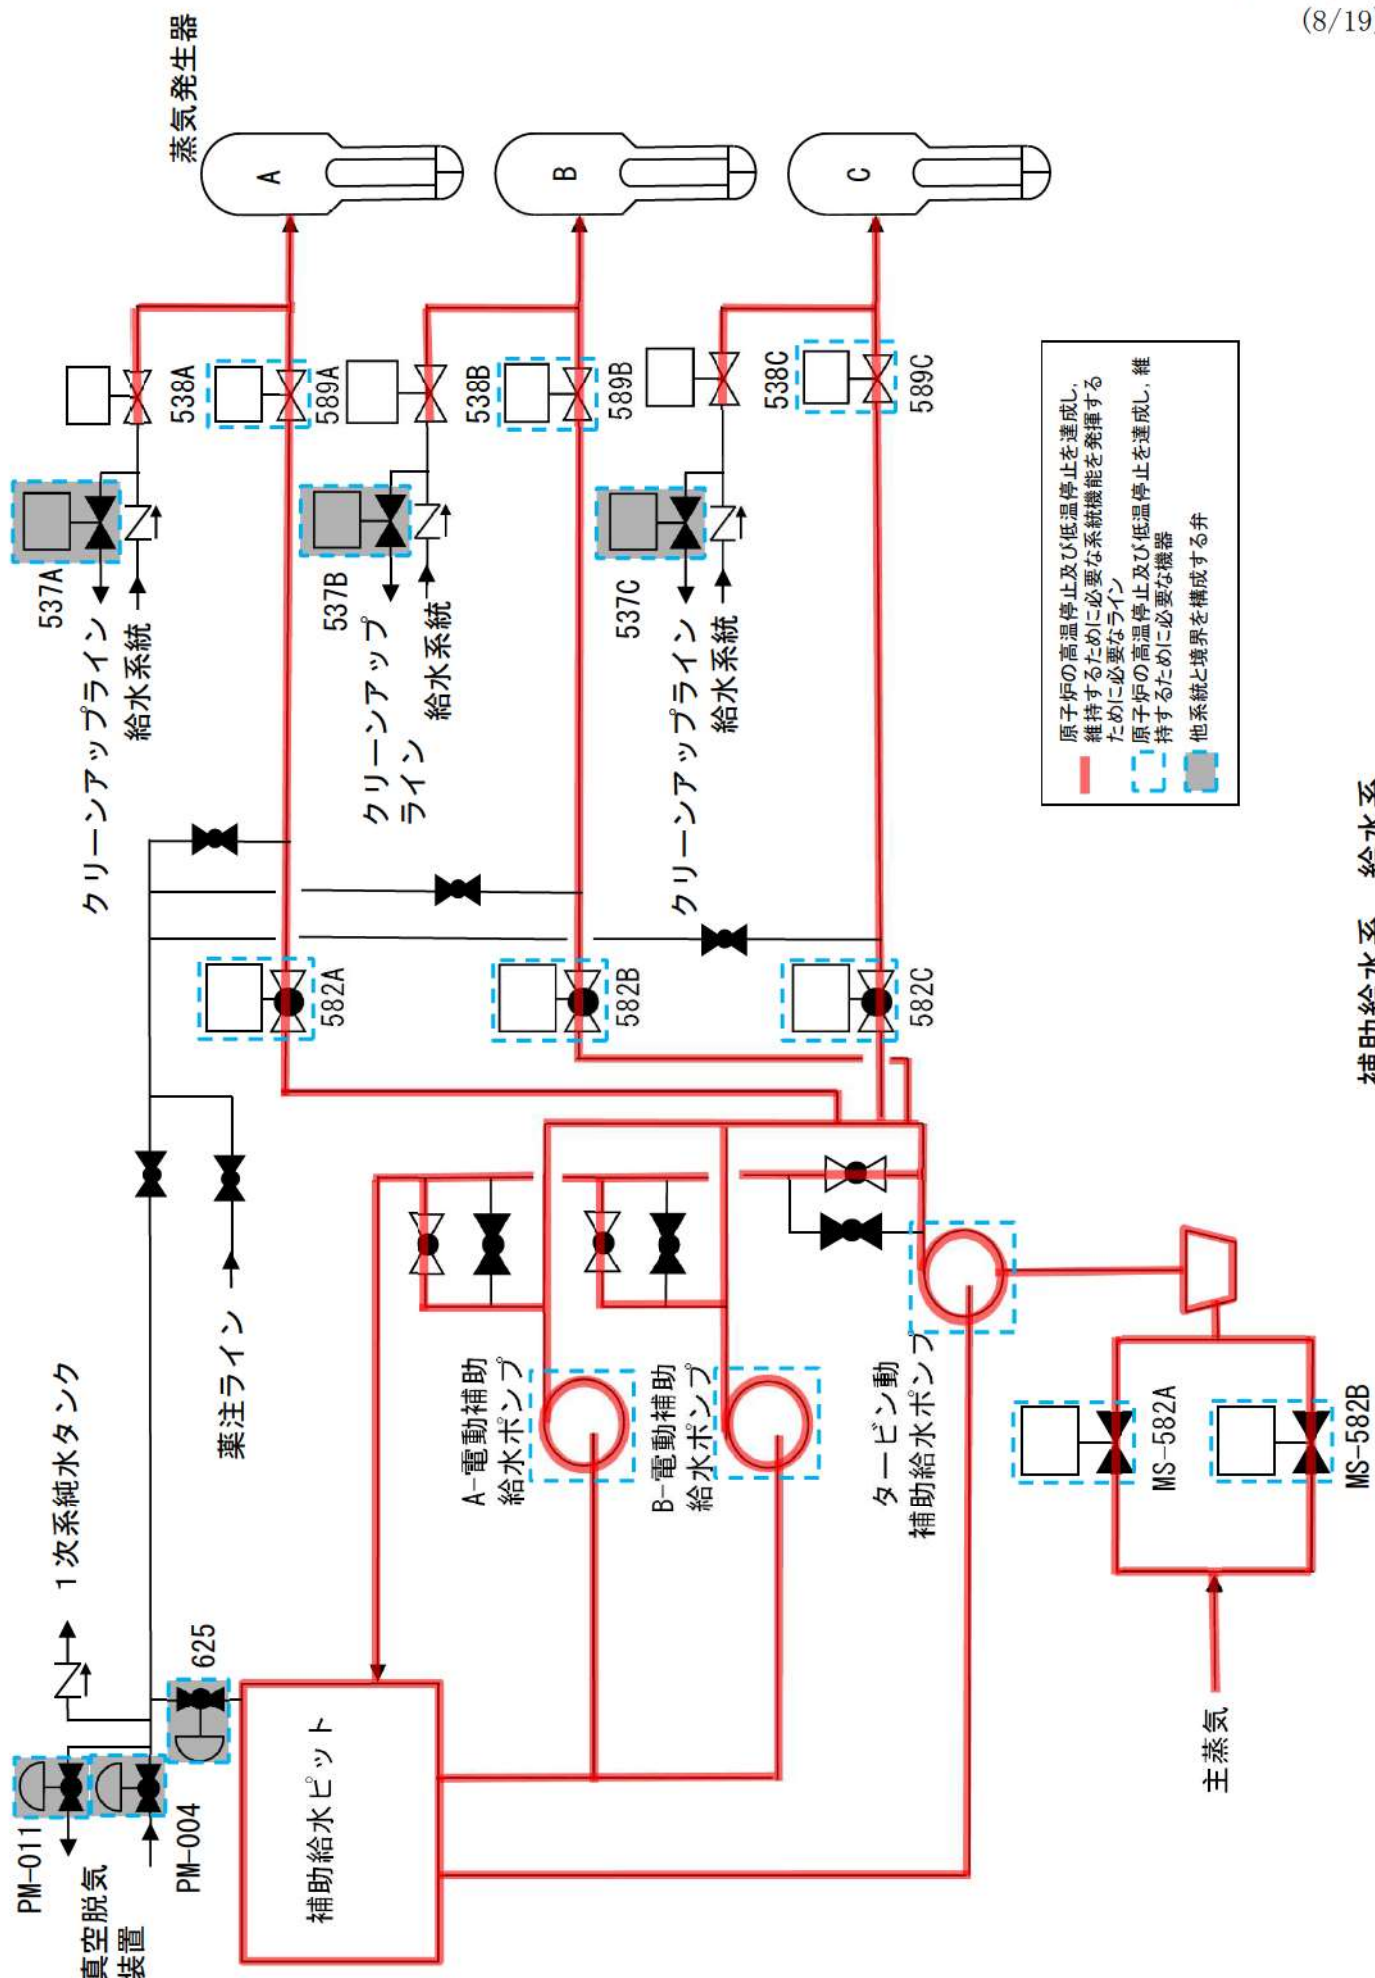 (8/19)
蒸気発生器
A
B
C
537A
538A
589A
クリーンアップライン
給水系統
537B
538B
589B
クリーンアップ
ライン
給水系統
537C
538C
589C
クリーンアップライン
給水系統
582A
582B
582C
薬注ライン
1次系純水タンク
625
PM-011
PM-004
真空脱気
装置
補助給水ピット
A-電動補助
給水ポンプ
B-電動補助
給水ポンプ
タービン動
補助給水ポンプ
MS-582A
MS-582B
主蒸気
原子炉の高温停止及び低温停止を達成し,
維持するために必要な系統機能を発揮する
ために必要なライン
原子炉の高温停止及び低温停止を達成し,維
持するために必要な機器
他系統と境界を構成する弁
補助給水系 給水系